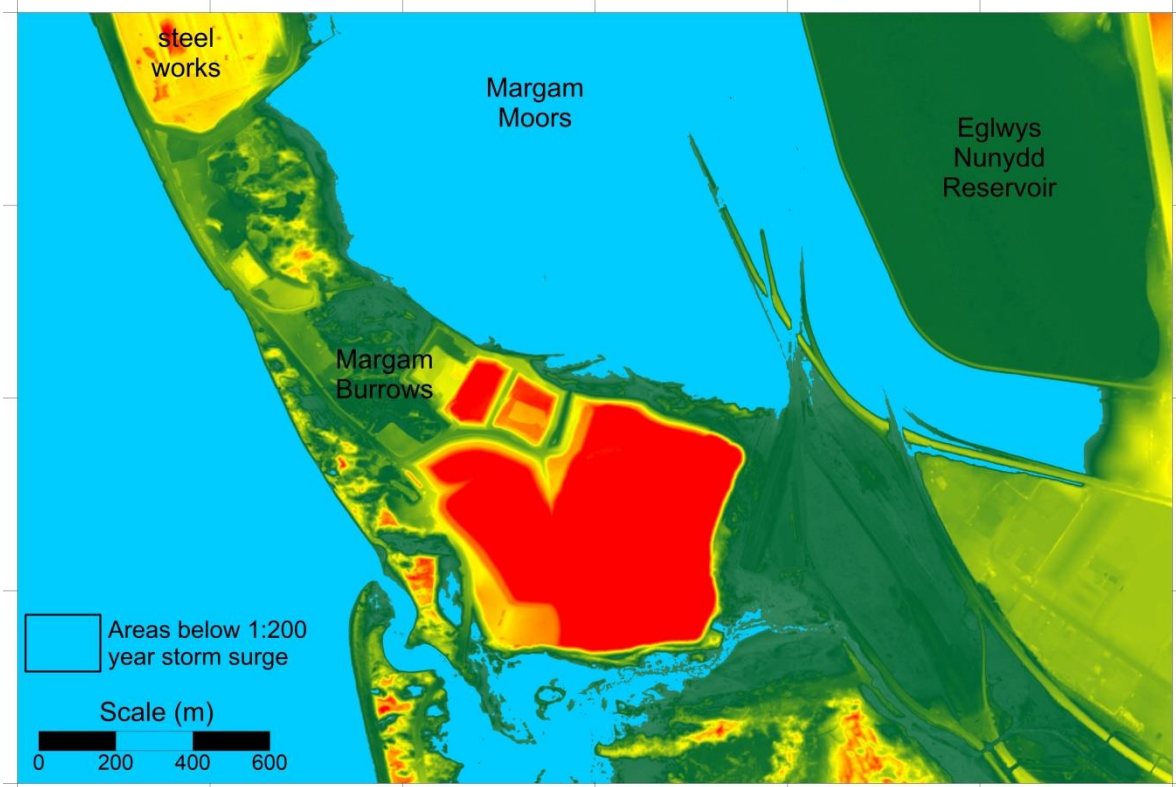 steel
works
Margam
Moors
Eglwys
Nunydd
Reservoir
Margam
Burrows
Areas below 1:200
year storm surge
Scale (m)
0 200 400 600